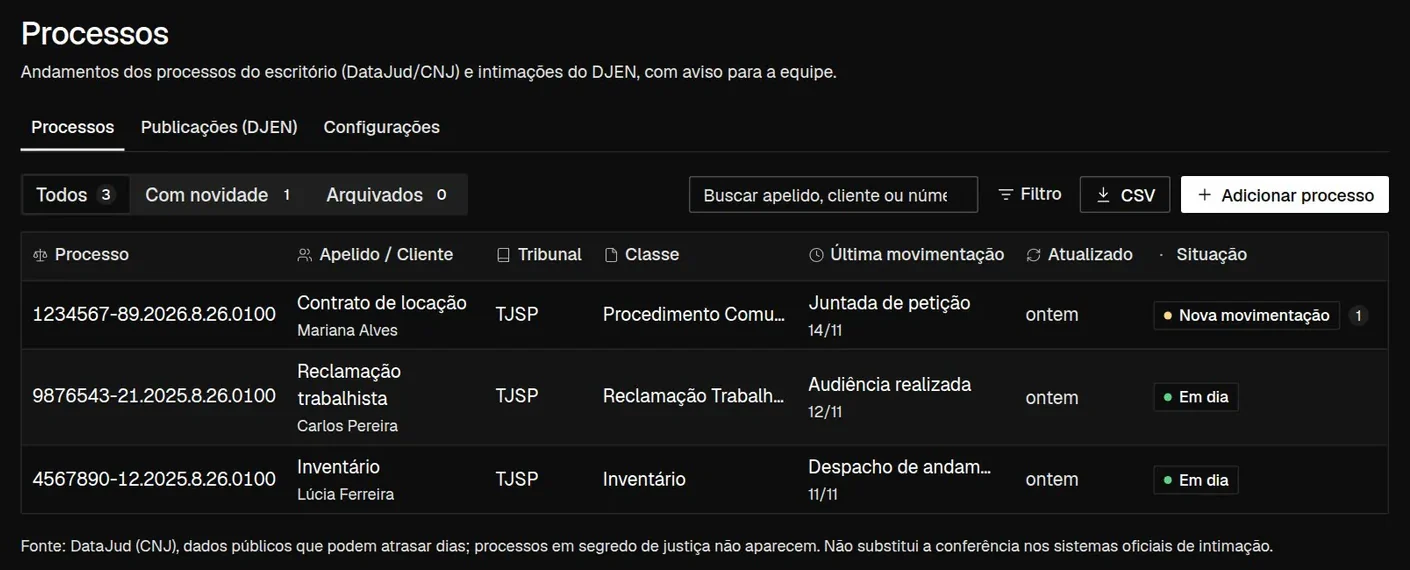 Processos
Andamentos dos processos do escritório (DataJud/CNJ) e intimações do DJEN, com aviso para a equipe.
Processos Publicações (DJEN) Configurações
Todos 3 Com novidade 1 Arquivados 0 Buscar apelido, cliente ou núme Filtro CSV + Adicionar processo
Processo Apelido / Cliente Tribunal Classe Última movimentação Atualizado · Situação
1234567-89.2026.8.26.0100 Contrato de locação TJSP Procedimento Comu... Juntada de petição ontem Nova movimentação 1
Mariana Alves 14/11
9876543-21.2025.8.26.0100 Reclamação trabalhista TJSP Reclamação Trabalh... Audiência realizada ontem Em dia
Carlos Pereira 12/11
4567890-12.2025.8.26.0100 Inventário TJSP Inventário Despacho de andam... ontem Em dia
Lúcia Ferreira 11/11
Fonte: DataJud (CNJ), dados públicos que podem atrasar dias; processos em segredo de justiça não aparecem. Não substitui a conferência nos sistemas oficiais de intimação.